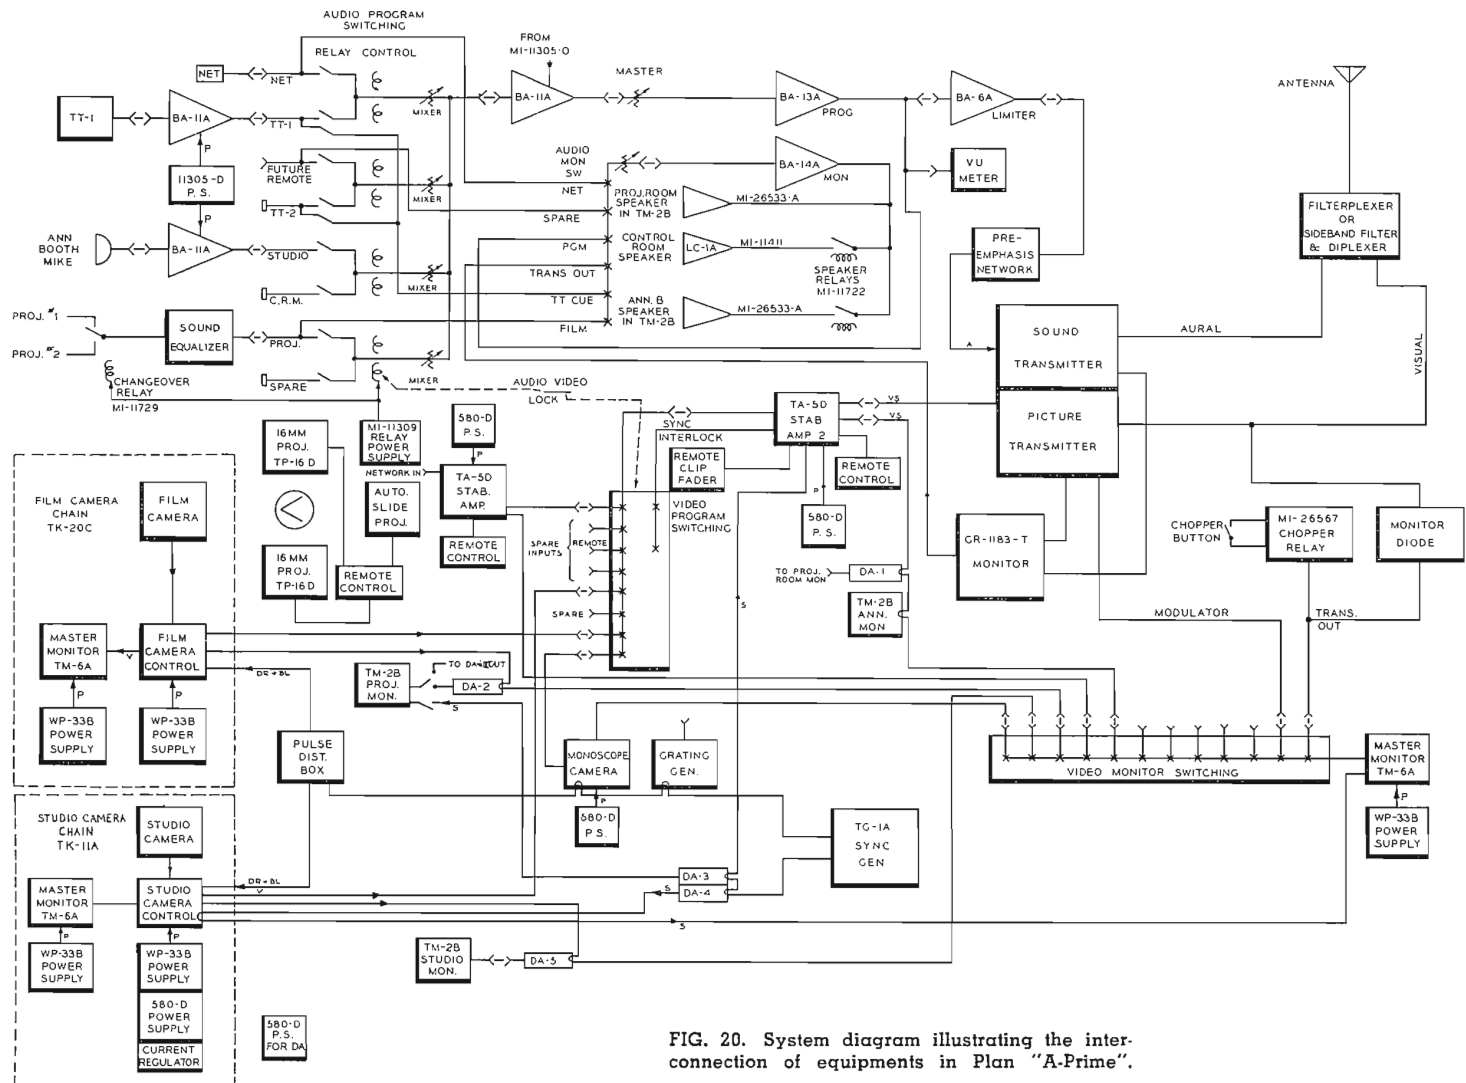 AUDIO PROGRAM
SWITCHING
RELAY CONTROL
FROM
MI-11305-D
MASTER
NET
NET
TT-1
BA-11A
TT-1
P
11305-D
P.S.
P
FUTURE
REMOTE
TT-2
ANN
BOOTH
MIKE
BA-11A
STUDIO
C.R.M.
PROJ. #1
PROJ. #2
SOUND
EQUALIZER
PROJ.
SPARE
CHANGEOVER
RELAY
MI-11729
MIXER
MIXER
MIXER
MIXER
BA-11A
BA-13A
PROG
BA-6A
LIMITER
AUDIO
MON
SW
BA-14A
MON
VU
METER
NET
SPARE
PGM
TRANS OUT
TT CUE
FILM
PROJ. ROOM
SPEAKER
IN TM-2B
MI-26533-A
CONTROL
ROOM
SPEAKER
LC-1A
MI-11411
SPEAKER
RELAYS
MI-11722
ANN. B
SPEAKER
IN TM-2B
MI-26533-A
AUDIO VIDEO
LOCK
ANTENNA
FILTERPLEXER
OR
SIDEBAND FILTER
& DIPLEXER
PRE-
EMPHASIS
NETWORK
A
SOUND
TRANSMITTER
AURAL
VISUAL
PICTURE
TRANSMITTER
GR-1183-T
MONITOR
CHOPPER
BUTTON
MI-26567
CHOPPER
RELAY
MONITOR
DIODE
MODULATOR
TRANS.
OUT
16MM
PROJ.
TP-16D
MI-11309
RELAY
POWER
SUPPLY
580-D
P.S.
P
NETWORK IN
TA-5D
STAB.
AMP.
REMOTE
CONTROL
AUTO.
SLIDE
PROJ.
16MM
PROJ.
TP-16D
REMOTE
CONTROL
SYNC
INTERLOCK
TA-5D
STAB
AMP 2
VS
VS
REMOTE
CLIP
FADER
REMOTE
CONTROL
P
580-D
P.S.
VIDEO
PROGRAM
SWITCHING
SPARE
INPUTS
REMOTE
SPARE
TO PROJ.
ROOM MON
DA-1
TM-2B
ANN.
MON
S
FILM CAMERA
CHAIN
TK-20C
FILM
CAMERA
MASTER
MONITOR
TM-6A
V
FILM
CAMERA
CONTROL
DR+BL
P
P
WP-33B
POWER
SUPPLY
WP-33B
POWER
SUPPLY
TM-2B
PROJ.
MON.
DA-2
S
PULSE
DIST.
BOX
MONOSCOPE
CAMERA
GRATING
GEN.
P
580-D
P.S.
VIDEO MONITOR SWITCHING
MASTER
MONITOR
TM-6A
P
WP-33B
POWER
SUPPLY
STUDIO CAMERA
CHAIN
TK-11A
STUDIO
CAMERA
MASTER
MONITOR
TM-6A
STUDIO
CAMERA
CONTROL
DR+BL
V
P
P
WP-33B
POWER
SUPPLY
WP-33B
POWER
SUPPLY
580-D
POWER
SUPPLY
CURRENT
REGULATOR
580-D
P.S.
FOR DA
TG-1A
SYNC
GEN
DA-3
S
DA-4
S
TM-2B
STUDIO
MON.
DA-5
FIG. 20. System diagram illustrating the inter-
connection of equipments in Plan "A-Prime".